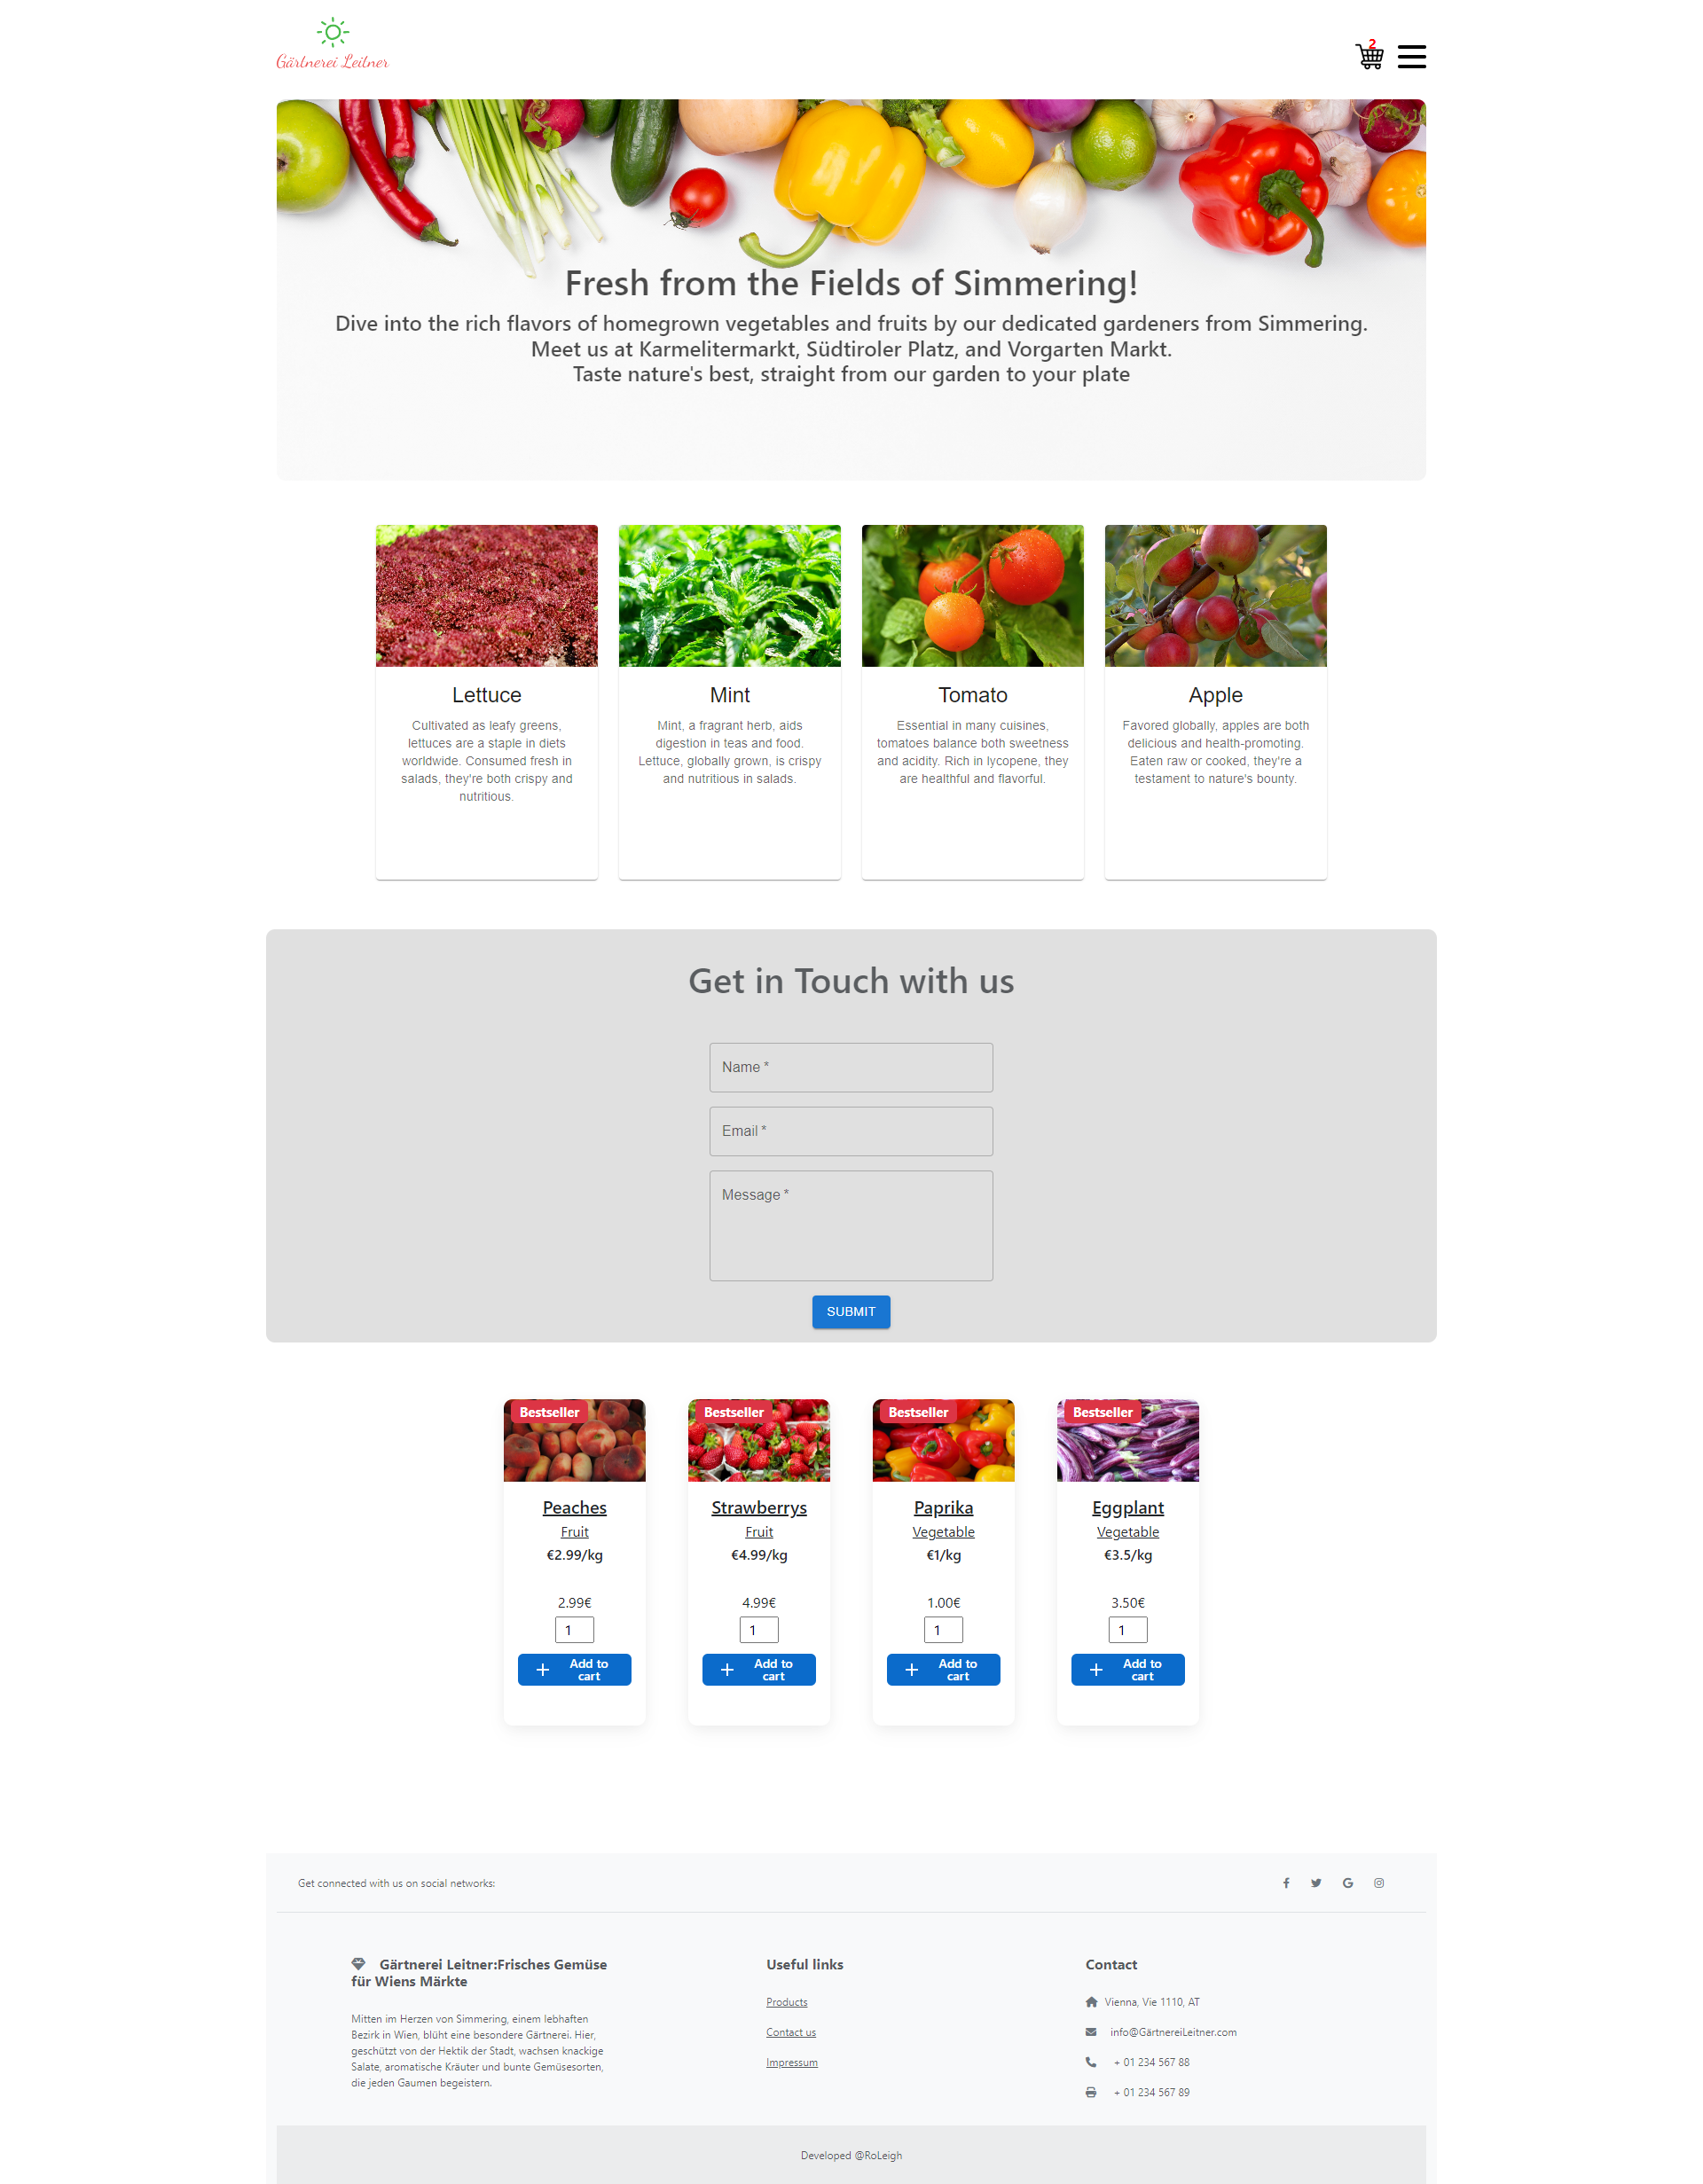 Gärtnerei Leitner
2
Fresh from the Fields of Simmering!
Dive into the rich flavors of homegrown vegetables and fruits by our dedicated gardeners from Simmering.
Meet us at Karmelitermarkt, Südtiroler Platz, and Vorgarten Markt.
Taste nature's best, straight from our garden to your plate
Lettuce
Cultivated as leafy greens,
lettuces are a staple in diets
worldwide. Consumed fresh in
salads, they're both crispy and
nutritious.
Mint
Mint, a fragrant herb, aids
digestion in teas and food.
Lettuce, globally grown, is crispy
and nutritious in salads.
Tomato
Essential in many cuisines,
tomatoes balance both sweetness
and acidity. Rich in lycopene, they
are healthful and flavorful.
Apple
Favored globally, apples are both
delicious and health-promoting.
Eaten raw or cooked, they're a
testament to nature's bounty.
Get in Touch with us
Name *
Email *
Message *
SUBMIT
Bestseller
Peaches
Fruit
€2.99/kg
2.99€
1
Add to
cart
Bestseller
Strawberrys
Fruit
€4.99/kg
4.99€
1
Add to
cart
Bestseller
Paprika
Vegetable
€1/kg
1.00€
1
Add to
cart
Bestseller
Eggplant
Vegetable
€3.5/kg
3.50€
1
Add to
cart
Get connected with us on social networks:
Gärtnerei Leitner:Frisches Gemüse
für Wiens Märkte
Mitten im Herzen von Simmering, einem lebhaften
Bezirk in Wien, blüht eine besondere Gärtnerei. Hier,
geschützt von der Hektik der Stadt, wachsen knackige
Salate, aromatische Kräuter und bunte Gemüsesorten,
die jeden Gaumen begeistern.
Useful links
Products
Contact us
Impressum
Contact
Vienna, Vie 1110, AT
info@GärtnereiLeitner.com
+ 01 234 567 88
+ 01 234 567 89
Developed @RoLeigh